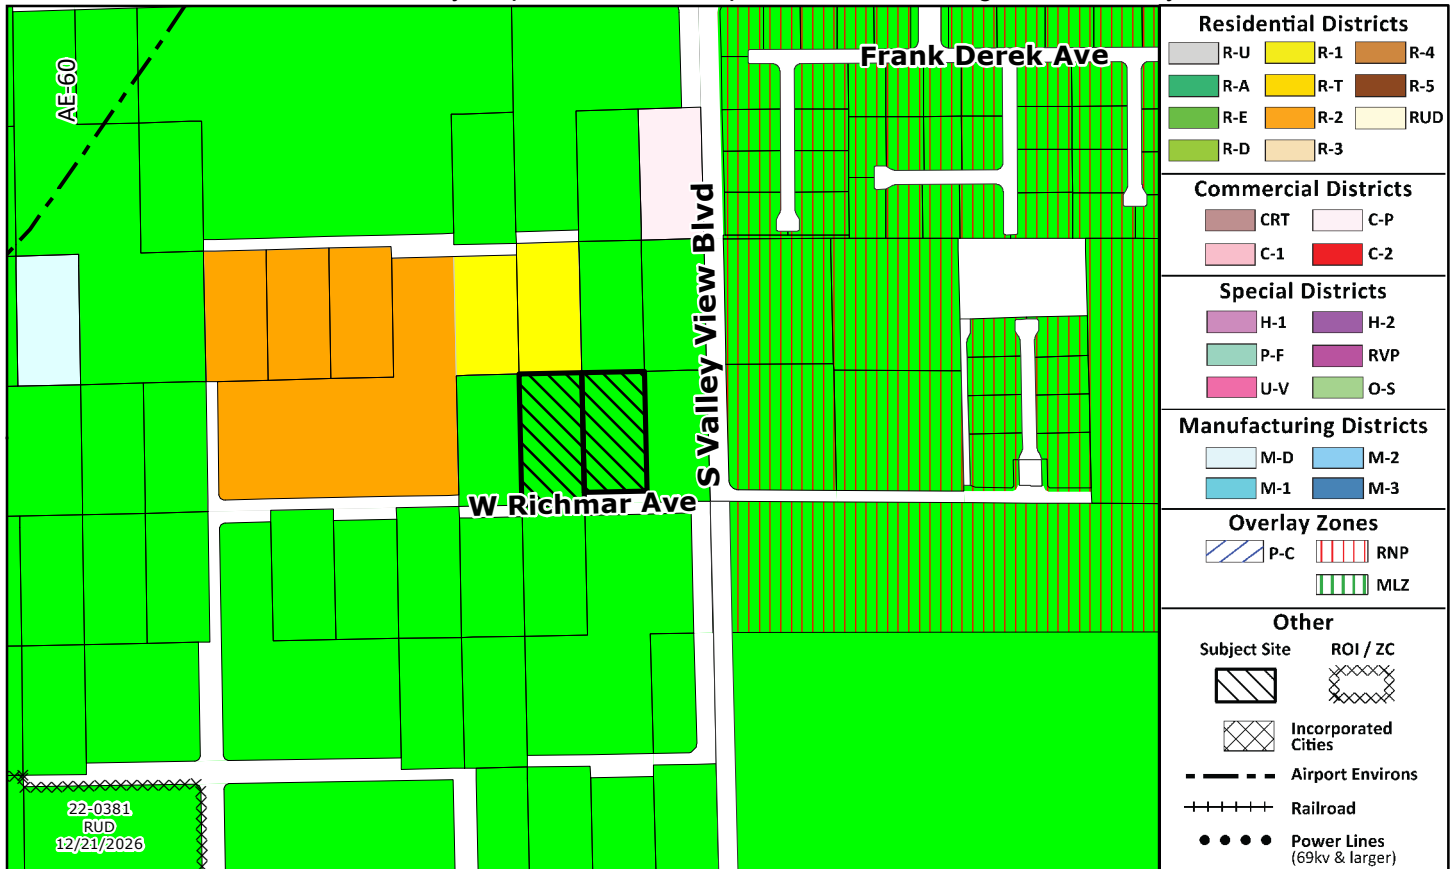 Frank Derek Ave
AE-60
S Valley View Blvd
W Richmar Ave
22-0381
RUD
12/21/2026
Residential Districts
R-U
R-1
R-4
R-A
R-T
R-5
R-E
R-2
RUD
R-D
R-3
Commercial Districts
CRT
C-P
C-1
C-2
Special Districts
H-1
H-2
P-F
RVP
U-V
O-S
Manufacturing Districts
M-D
M-2
M-1
M-3
Overlay Zones
P-C
RNP
MLZ
Other
Subject Site
ROI / ZC
Incorporated
Cities
Airport Environs
Railroad
Power Lines
(69kv & larger)